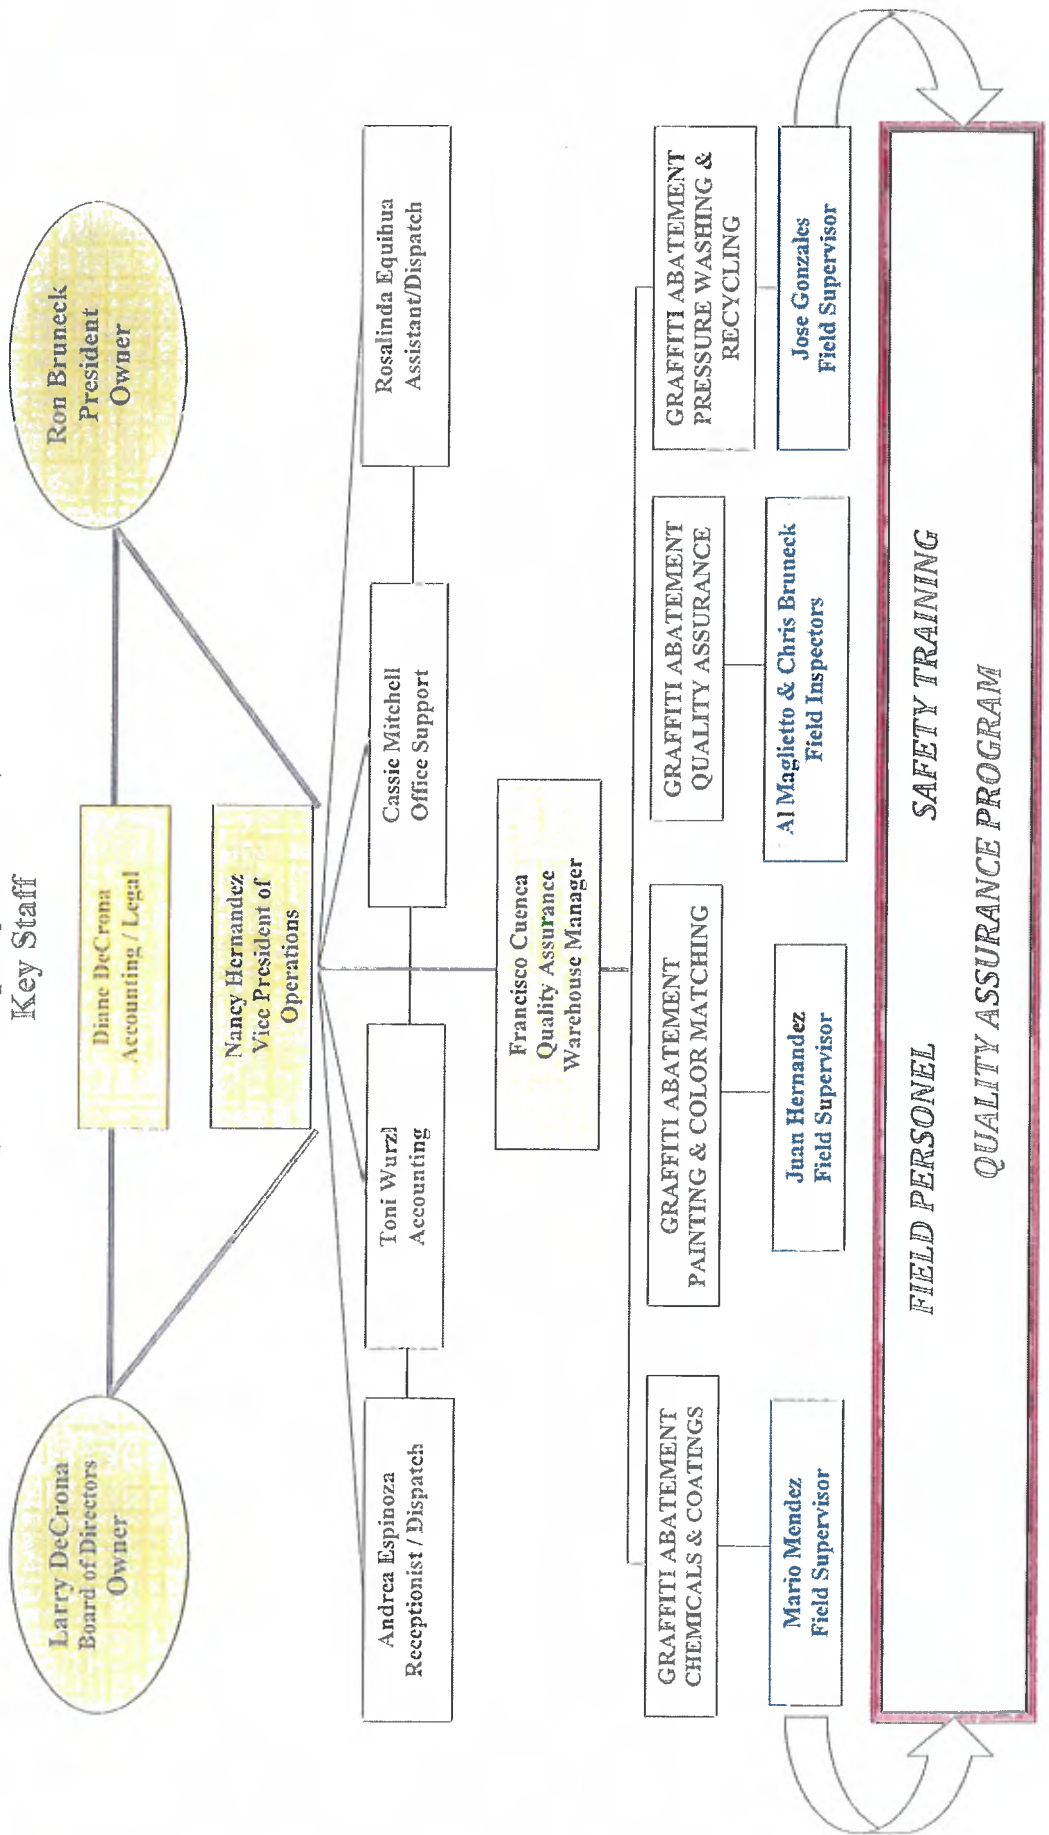 Key Staff
Larry DeCrona
Board of Directors
Owner
Diane DeCrona
Accounting / Legal
Ron Bruneck
President
Owner
Nancy Hernandez
Vice President of
Operations
Andrea Espinoza
Receptionist / Dispatch
Toni Wurzl
Accounting
Cassie Mitchell
Office Support
Rosalinda Equihua
Assistant/Dispatch
Francisco Cuenca
Quality Assurance
Warehouse Manager
GRAFFITI ABATEMENT
CHEMICALS & COATINGS
GRAFFITI ABATEMENT
PAINTING & COLOR MATCHING
GRAFFITI ABATEMENT
QUALITY ASSURANCE
GRAFFITI ABATEMENT
PRESSURE WASHING &
RECYCLING
Mario Mendez
Field Supervisor
Juan Hernandez
Field Supervisor
Al Maglietto & Chris Bruneck
Field Inspectors
Jose Gonzales
Field Supervisor
FIELD PERSONEL SAFETY TRAINING
QUALITY ASSURANCE PROGRAM